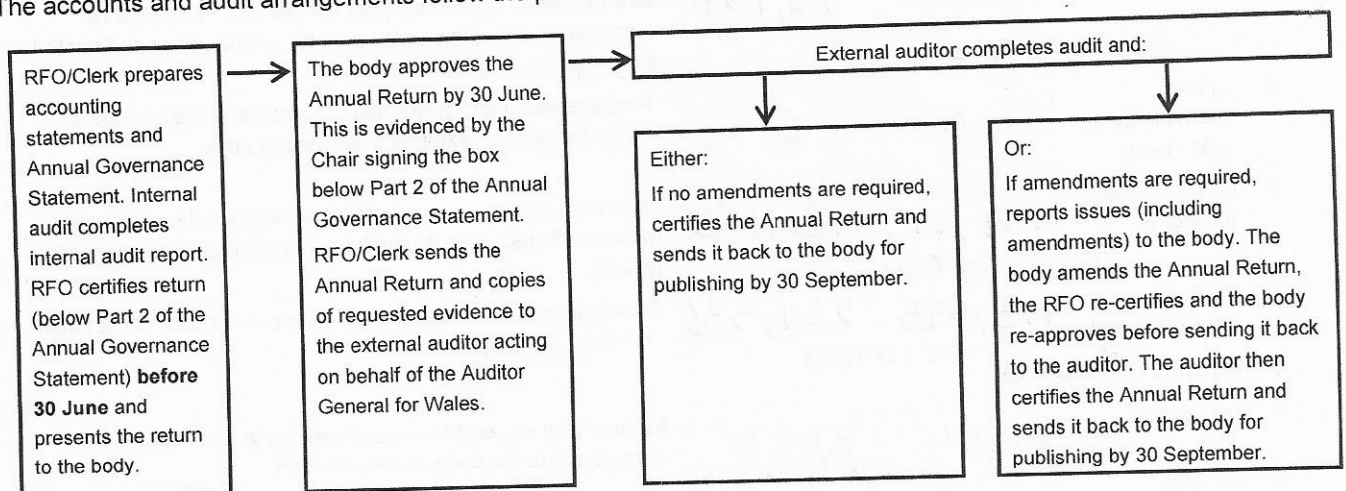 The accounts and audit arrangements follow the
RFO/Clerk prepares
accounting
statements and
Annual Governance
Statement. Internal
audit completes
internal audit report.
RFO certifies return
(below Part 2 of the
Annual Governance
Statement) before
30 June and
presents the return
to the body.
The body approves the
Annual Return by 30 June.
This is evidenced by the
Chair signing the box
below Part 2 of the Annual
Governance Statement.
RFO/Clerk sends the
Annual Return and copies
of requested evidence to
the external auditor acting
on behalf of the Auditor
General for Wales.
External auditor completes audit and:
Either:
If no amendments are required,
certifies the Annual Return and
sends it back to the body for
publishing by 30 September.
Or:
If amendments are required,
reports issues (including
amendments) to the body. The
body amends the Annual Return,
the RFO re-certifies and the body
re-approves before sending it back
to the auditor. The auditor then
certifies the Annual Return and
sends it back to the body for
publishing by 30 September.